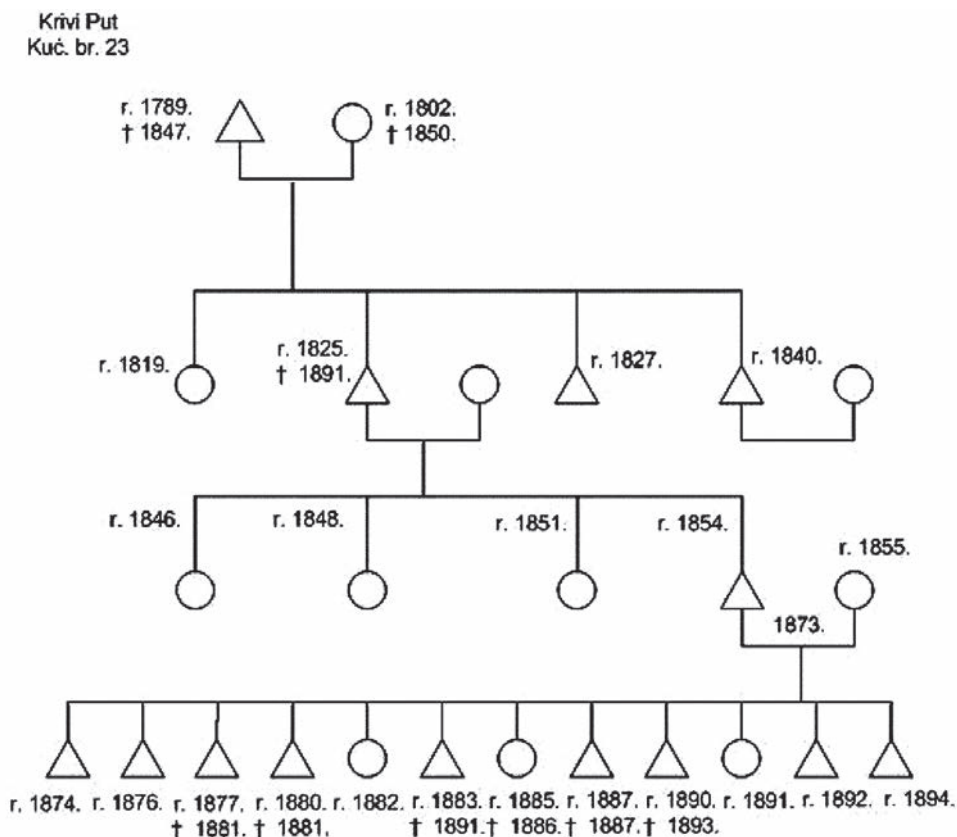 Krivi Put
Kuć. br. 23
r. 1789.
† 1847.
r. 1802.
† 1850.
r. 1819.
r. 1825.
† 1891.
r. 1827.
r. 1840.
r. 1846.
r. 1848.
r. 1851.
r. 1854.
r. 1855.
1873.
r. 1874.
r. 1876.
r. 1877.
† 1881.
r. 1880.
† 1881.
r. 1882.
r. 1883.
† 1891.
r. 1885.
† 1886.
r. 1887.
† 1887.
r. 1890.
† 1893.
r. 1891.
r. 1892.
r. 1894.